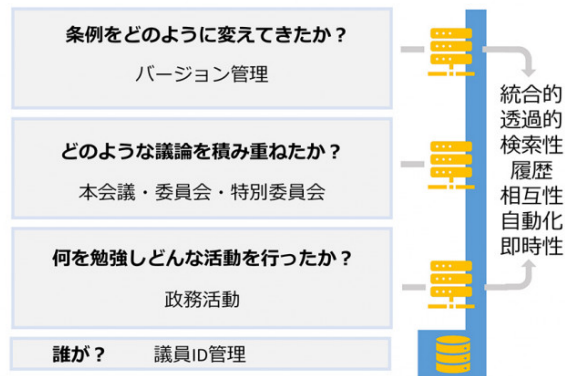 条例をどのように変えてきたか？
バージョン管理
どのような議論を積み重ねたか？
本会議・委員会・特別委員会
何を勉強しどんな活動を行ったか？
政務活動
誰が？ 議員ID管理
統合的
透過的
検索性
履歴
相互性
自動化
即時性